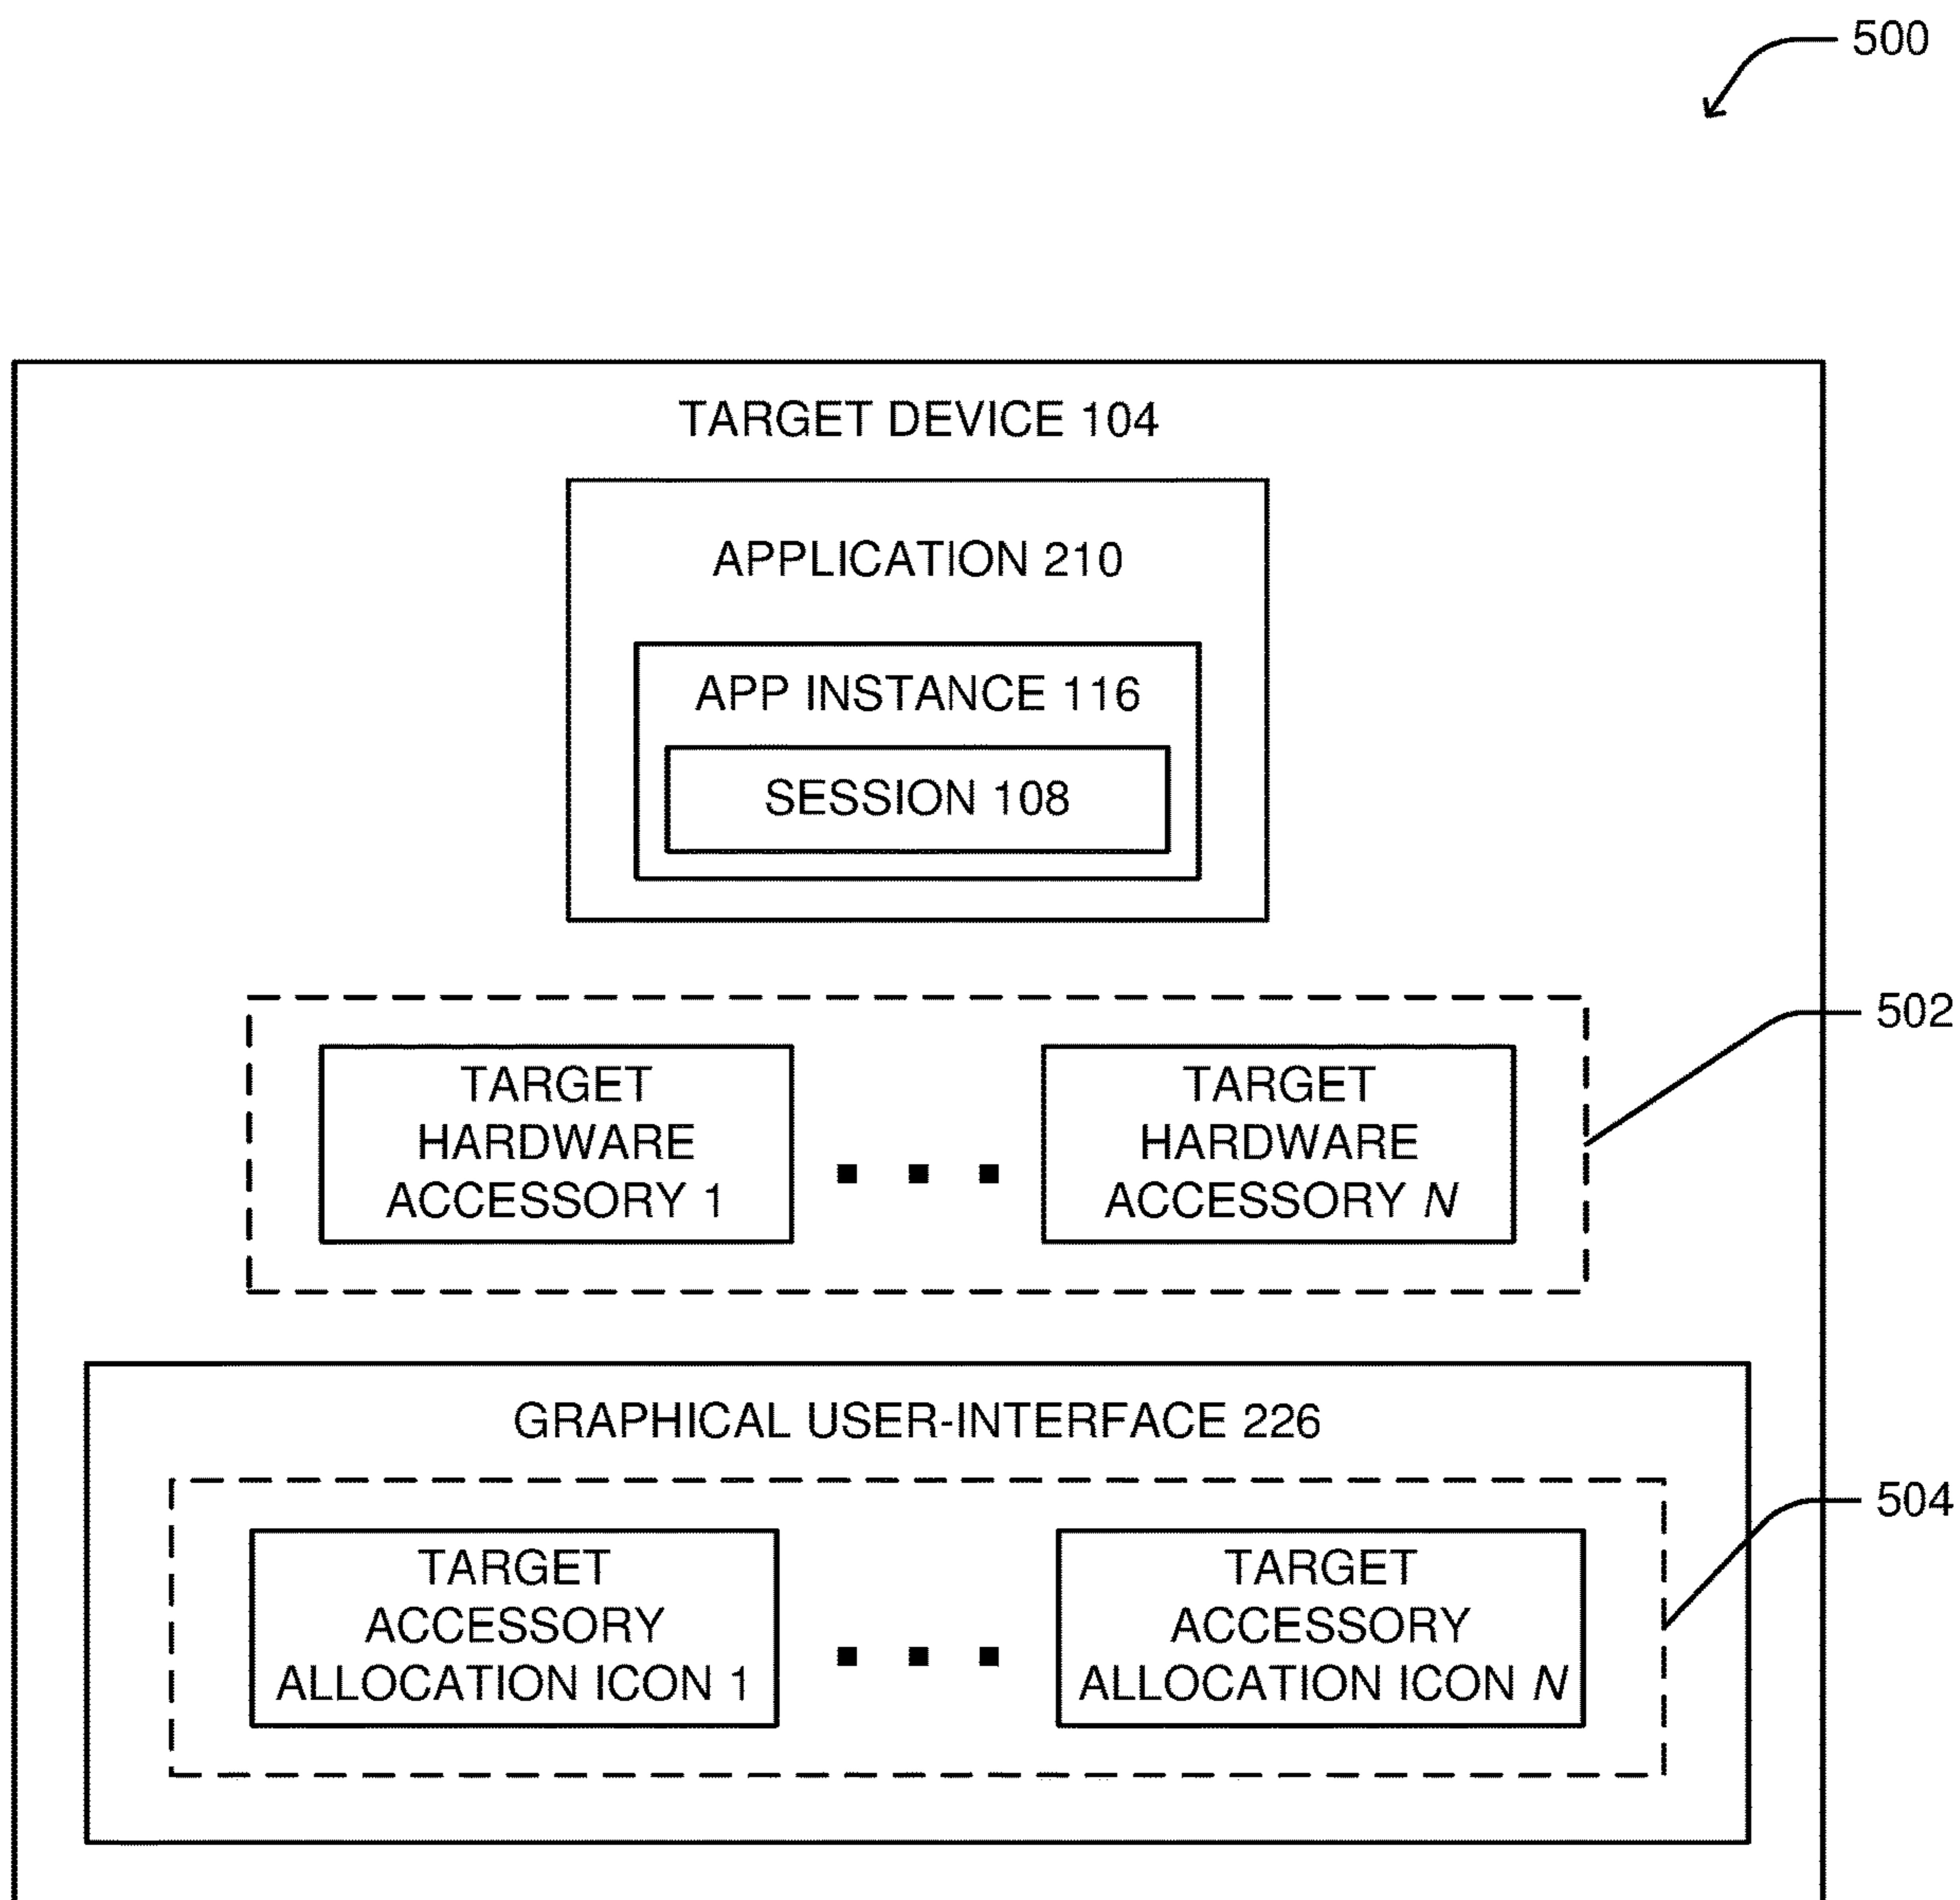 500
TARGET DEVICE 104
APPLICATION 210
APP INSTANCE 116
SESSION 108
502
TARGET
HARDWARE
ACCESSORY 1
TARGET
HARDWARE
ACCESSORY N
GRAPHICAL USER-INTERFACE 226
504
TARGET
ACCESSORY
ALLOCATION ICON 1
TARGET
ACCESSORY
ALLOCATION ICON N